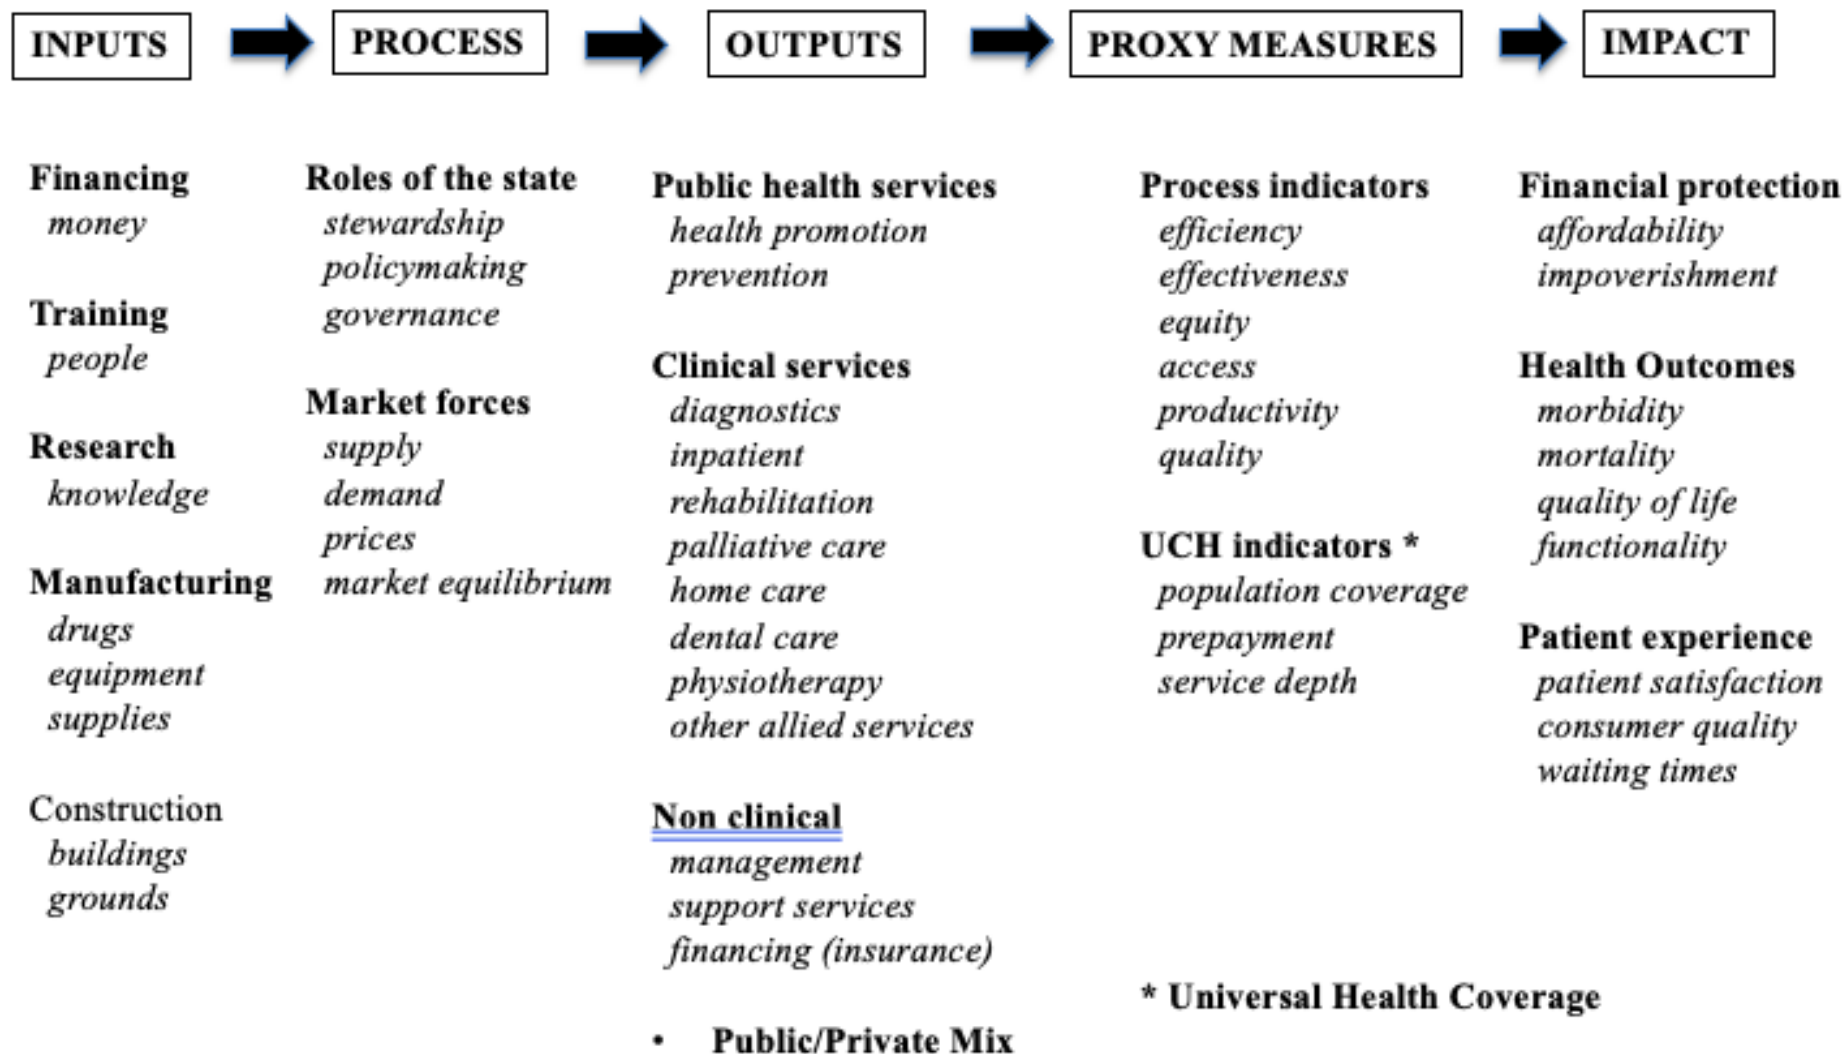 INPUTS
PROCESS
OUTPUTS
PROXY MEASURES
IMPACT
Financing
money
Training
people
Research
knowledge
Manufacturing
drugs
equipment
supplies
Construction
buildings
grounds
Roles of the state
stewardship
policymaking
governance
Market forces
supply
demand
prices
market equilibrium
Public health services
health promotion
prevention
Clinical services
diagnostics
inpatient
rehabilitation
palliative care
home care
dental care
physiotherapy
other allied services
Non clinical
management
support services
financing (insurance)
• Public/Private Mix
Process indicators
efficiency
effectiveness
equity
access
productivity
quality
UCH indicators *
population coverage
prepayment
service depth
* Universal Health Coverage
Financial protection
affordability
impoverishment
Health Outcomes
morbidity
mortality
quality of life
functionality
Patient experience
patient satisfaction
consumer quality
waiting times